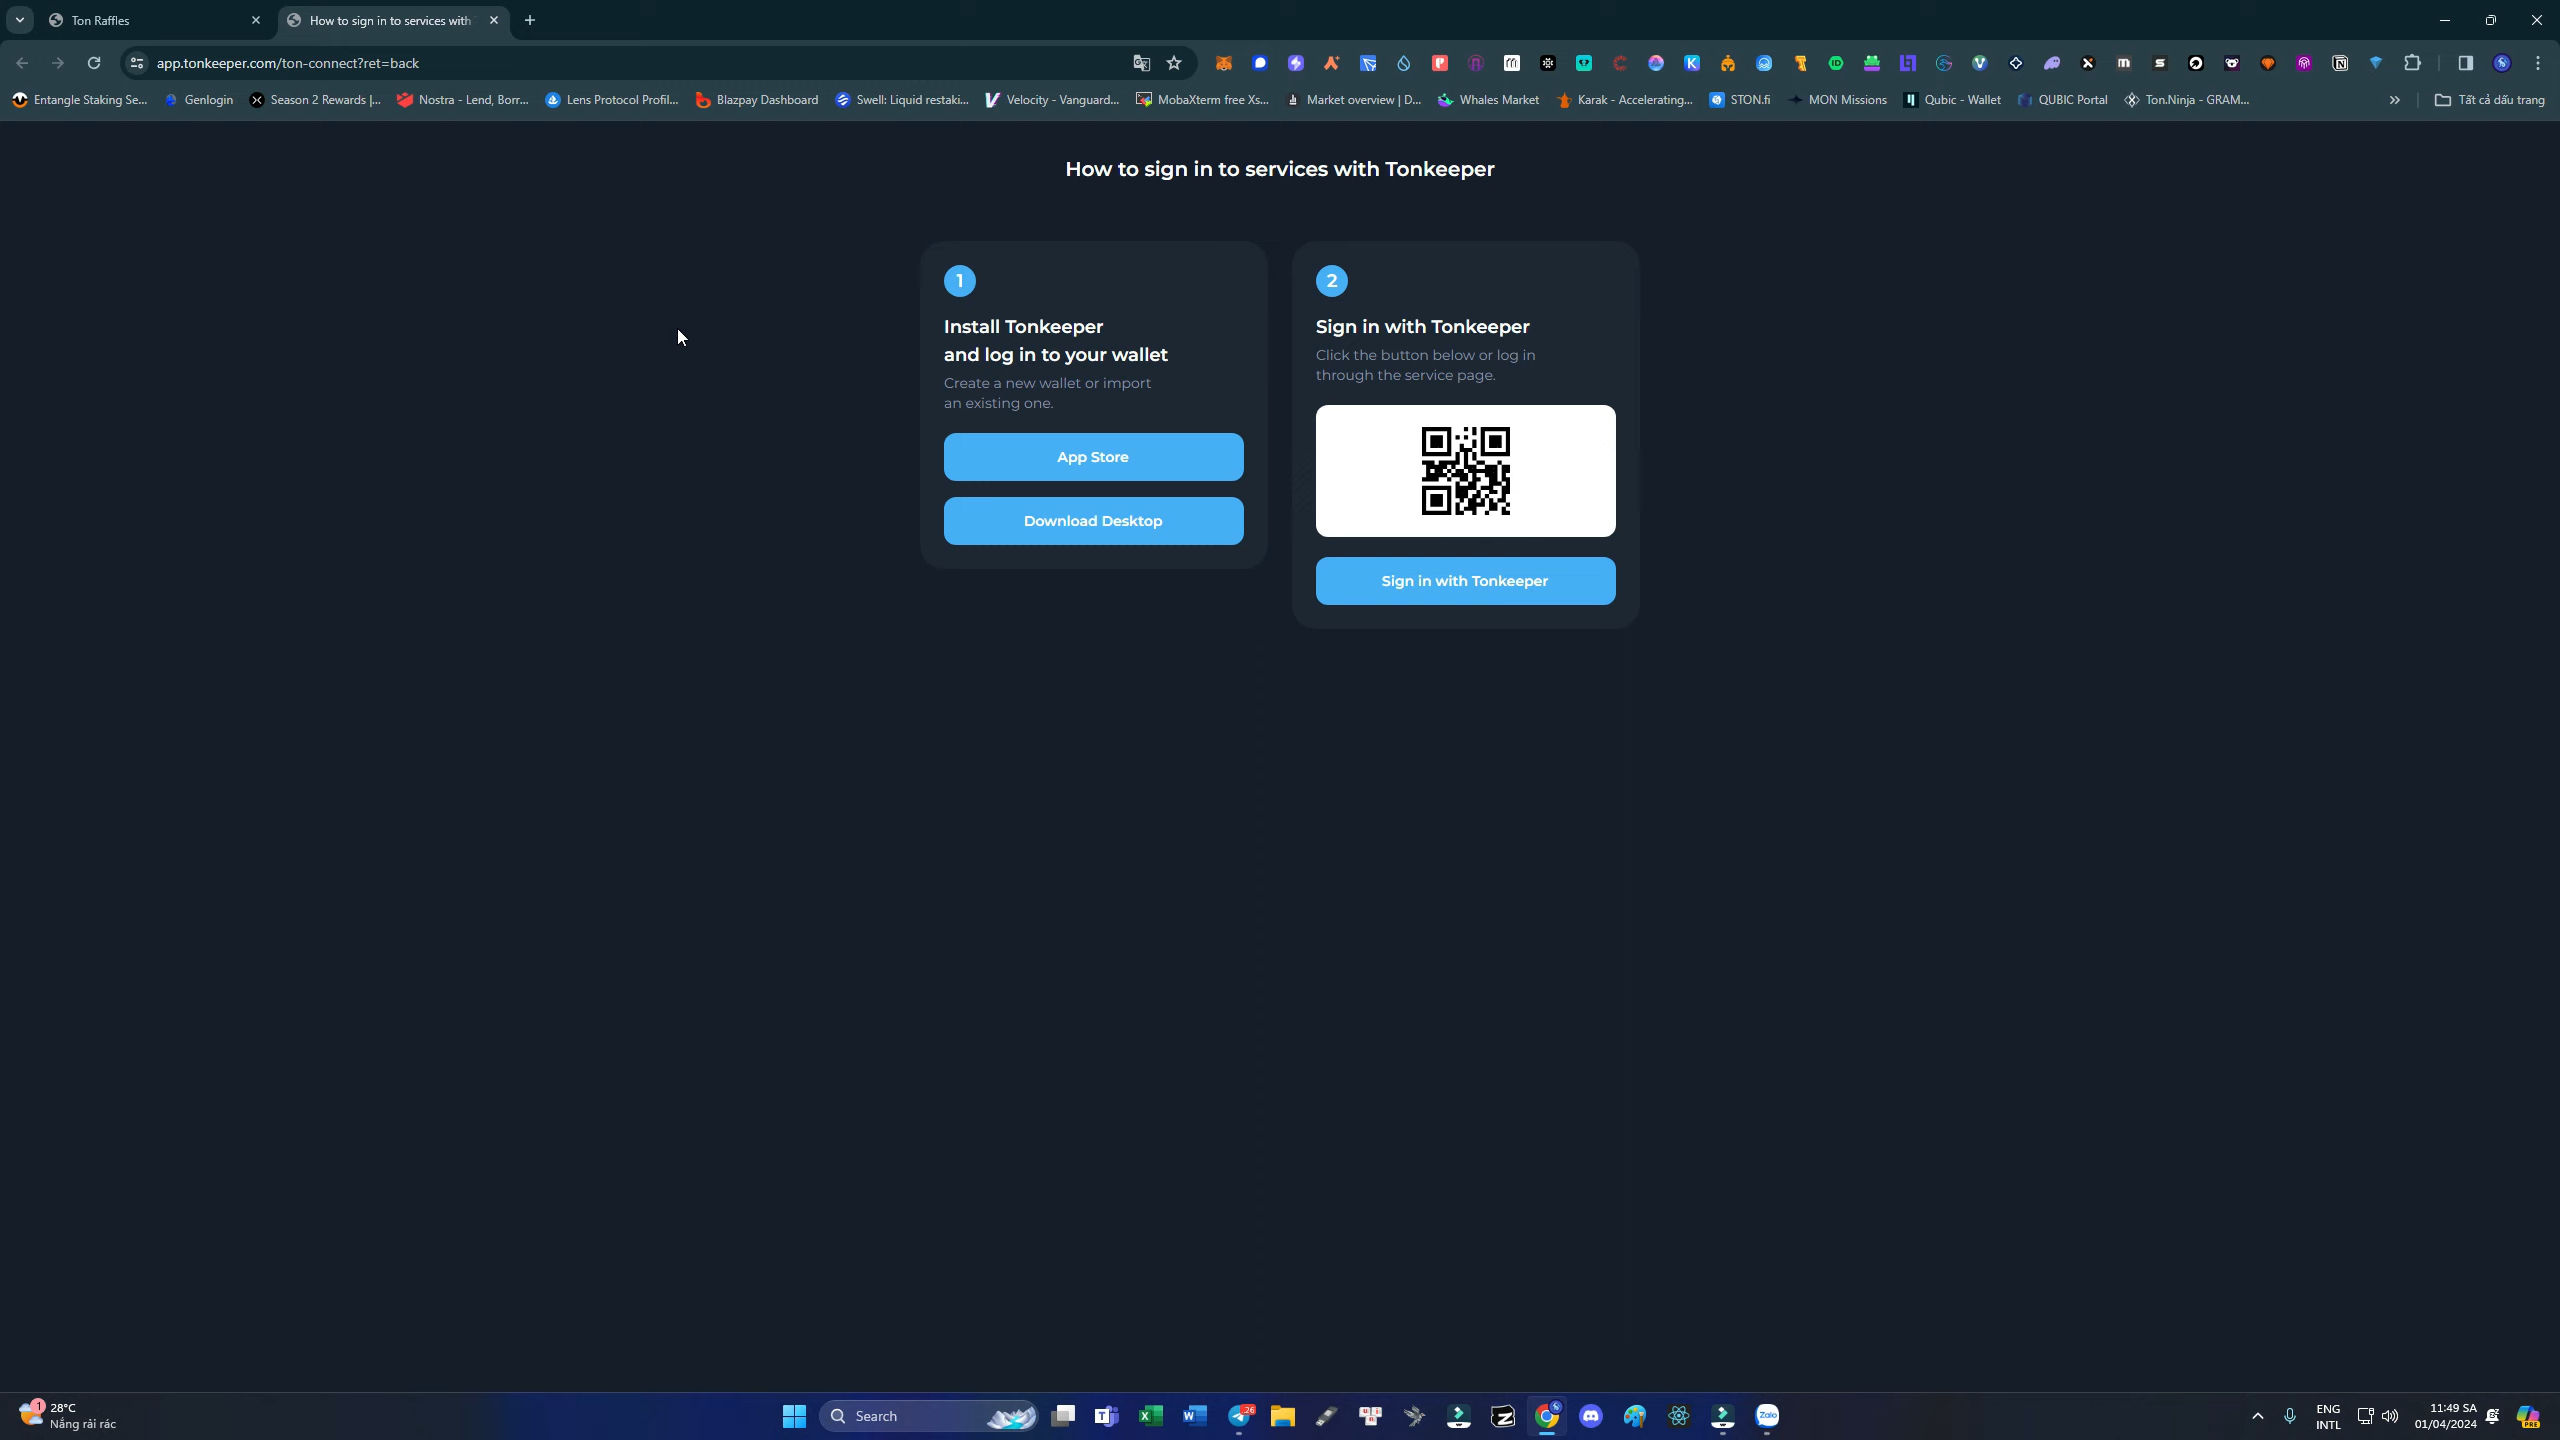 Ton Raffles
How to sign in to services with
app.tonkeeper.com/ton-connect?ret=back
Entangle Staking Se...
Genlogin
Season 2 Rewards |...
Nostra - Lend, Borr...
Lens Protocol Profil...
Blazpay Dashboard
Swell: Liquid restaki...
Velocity - Vanguard...
MobaXterm free Xs...
Market overview | D...
Whales Market
Karak - Accelerating...
STON.fi
MON Missions
Qubic - Wallet
QUBIC Portal
Ton.Ninja - GRAM...
Tất cả dấu trang
How to sign in to services with Tonkeeper
1
Install Tonkeeper
and log in to your wallet
Create a new wallet or import
an existing one.
App Store
Download Desktop
2
Sign in with Tonkeeper
Click the button below or log in
through the service page.
Sign in with Tonkeeper
1
28°C
Nắng rải rác
Search
26
Zalo
ENG
INTL
11:49 SA
01/04/2024
PRE